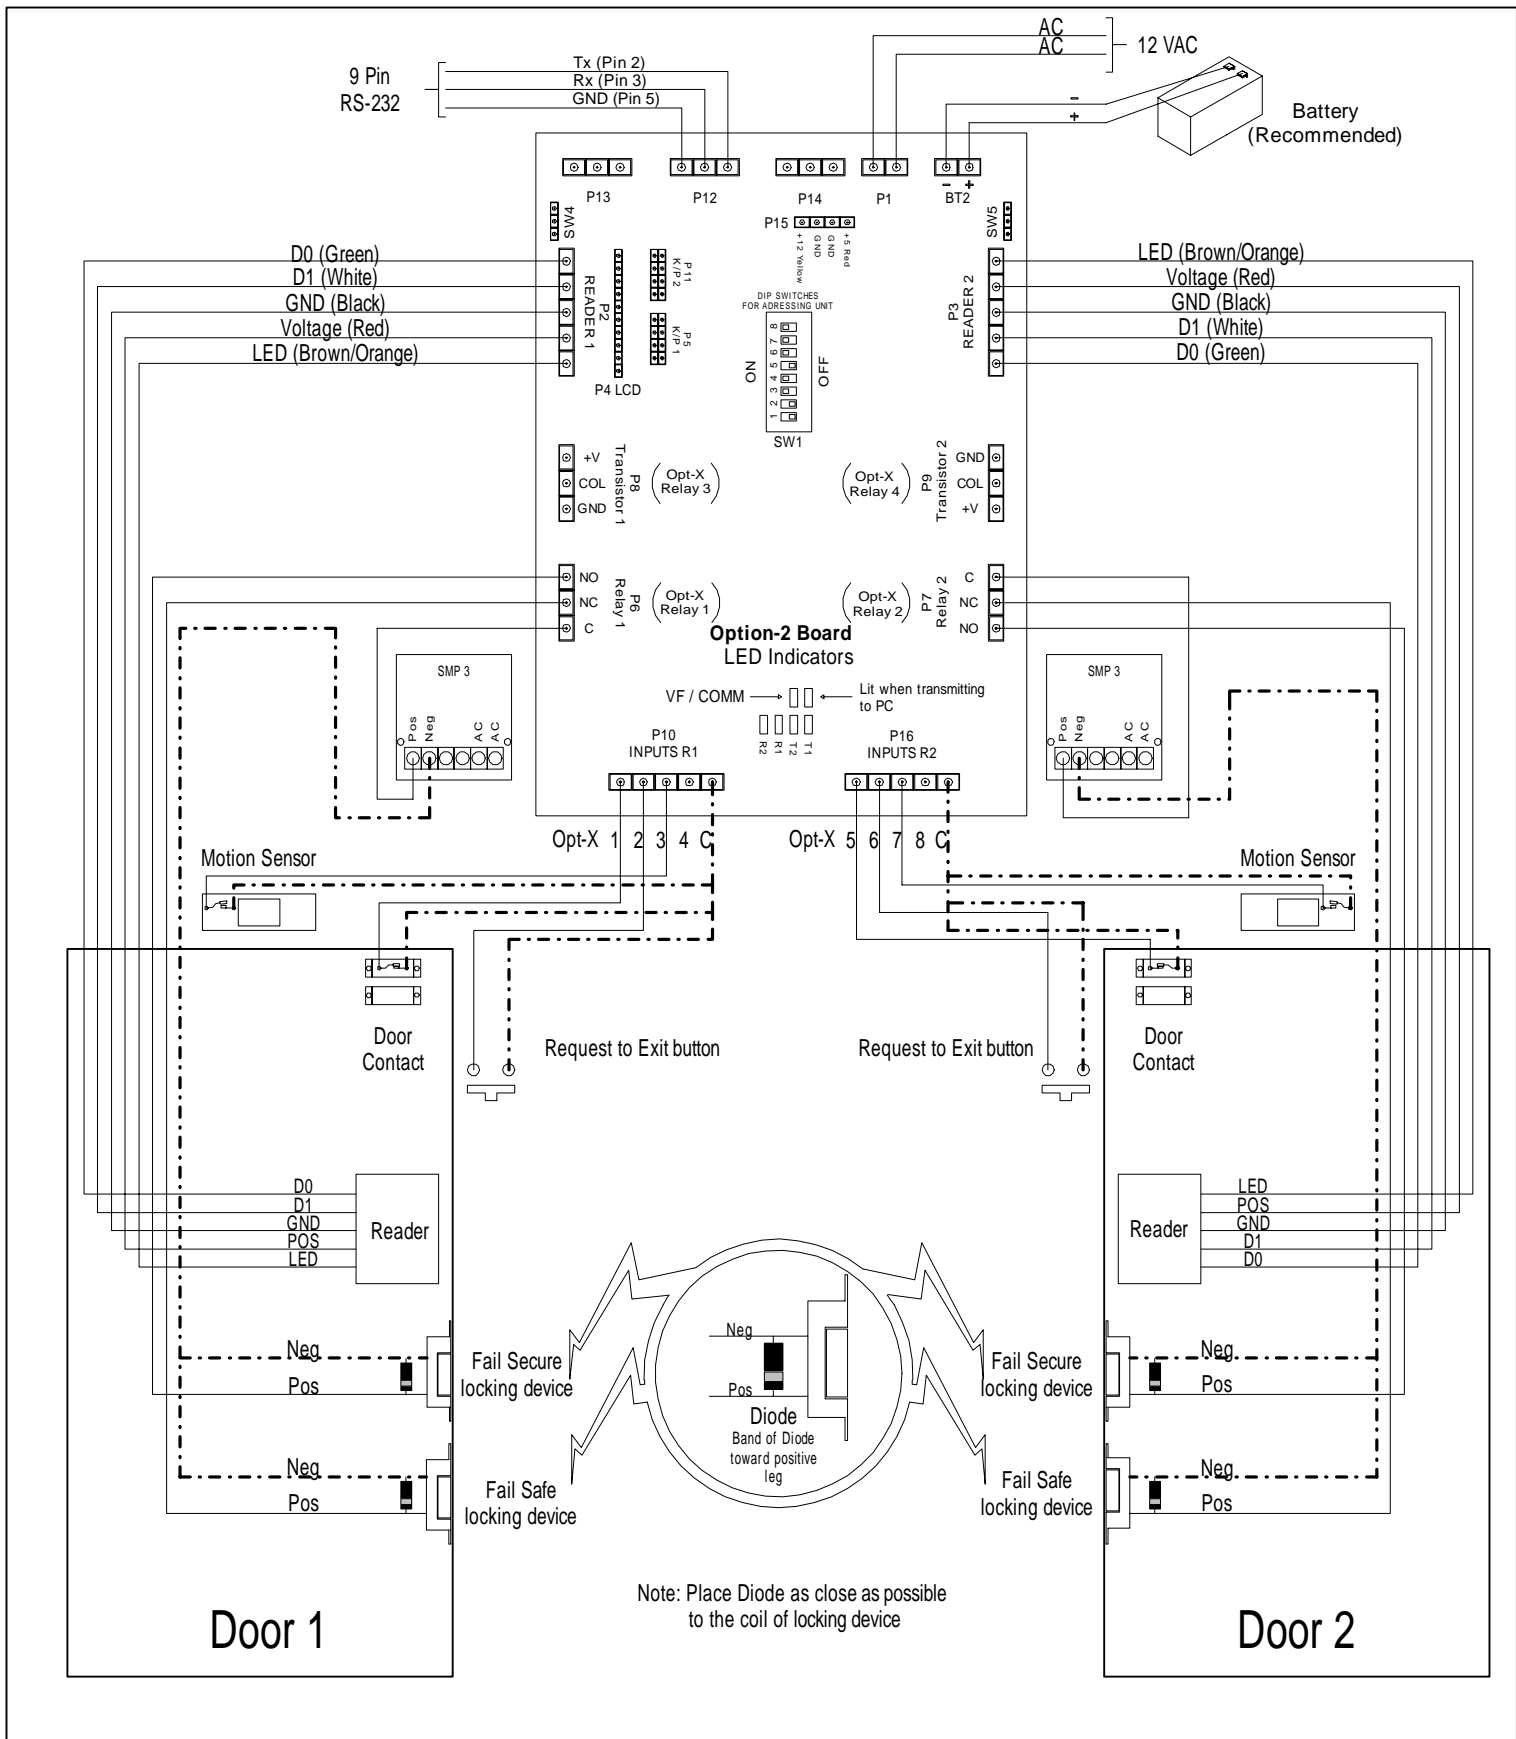 AC
AC
12 VAC
9 Pin
RS-232
Tx (Pin 2)
Rx (Pin 3)
GND (Pin 5)
-
+
Battery
(Recommended)
P13
P12
P14
P1
- +
BT2
SW4
P15
+12 Yellow
GND
GND
+5 Red
SW5
D0 (Green)
D1 (White)
GND (Black)
Voltage (Red)
LED (Brown/Orange)
P2
READER 1
P4 LCD
P11
K/P 2
P5
K/P 1
DIP SWITCHES
FOR ADRESSING UNIT
ON
8
7
6
5
4
3
2
1
OFF
SW1
P3
READER 2
LED (Brown/Orange)
Voltage (Red)
GND (Black)
D1 (White)
D0 (Green)
+V
COL
GND
P8
Transistor 1
Opt-X
Relay 3
Opt-X
Relay 4
P9
Transistor 2
GND
COL
+V
NO
NC
C
P6
Relay 1
Opt-X
Relay 1
Opt-X
Relay 2
P7
Relay 2
C
NC
NO
Option-2 Board
LED Indicators
VF / COMM
Lit when transmitting
to PC
R2
R1
T2
T1
SMP 3
Pos
Neg
AC
AC
SMP 3
Pos
Neg
AC
AC
P10
INPUTS R1
P16
INPUTS R2
Opt-X 1 2 3 4 C
Opt-X 5 6 7 8 C
Motion Sensor
Motion Sensor
Door
Contact
Request to Exit button
Request to Exit button
Door
Contact
D0
D1
GND
POS
LED
Reader
Reader
LED
POS
GND
D1
D0
Neg
Pos
Fail Secure
locking device
Neg
Pos
Fail Safe
locking device
Neg
Pos
Diode
Band of Diode
toward positive
leg
Fail Secure
locking device
Neg
Pos
Fail Safe
locking device
Neg
Pos
Note: Place Diode as close as possible
to the coil of locking device
Door 1
Door 2